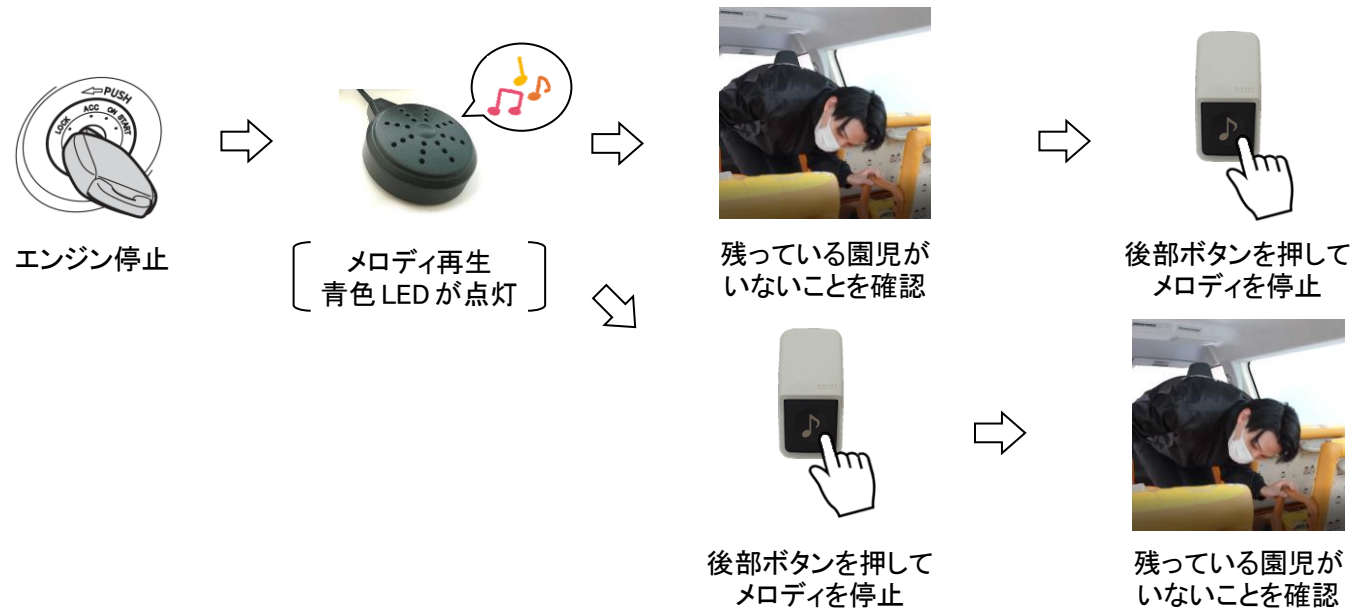 PUSH
LOCK ACC ON START
エンジン停止
メロディ再生
青色LEDが点灯
残っている園児が
いないことを確認
後部ボタンを押して
メロディを停止
後部ボタンを押して
メロディを停止
残っている園児が
いないことを確認